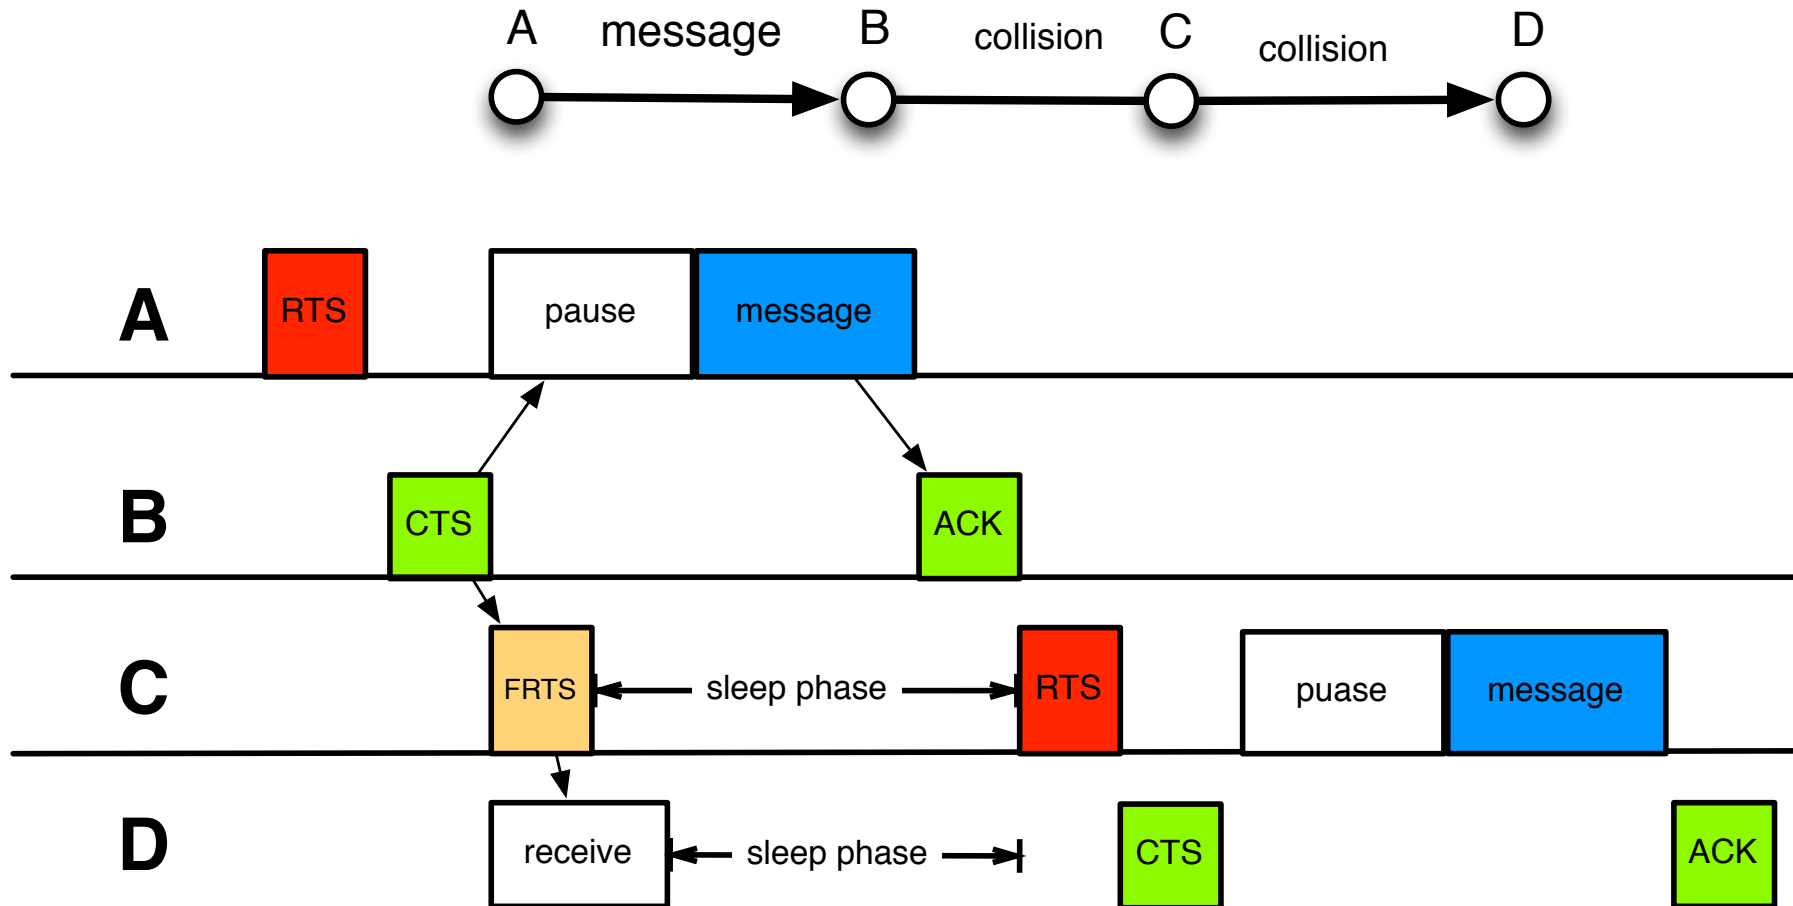 A message B collision C collision D
A RTS pause message
B CTS ACK
C FRTS sleep phase RTS puase message
D receive sleep phase CTS ACK